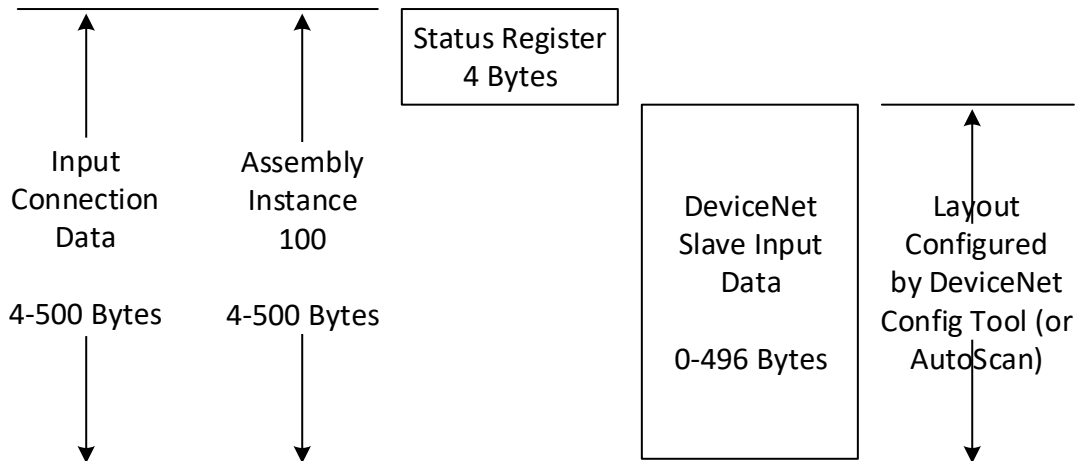 Status Register
4 Bytes
Input
Connection
Data
4-500 Bytes
Assembly
Instance
100
4-500 Bytes
DeviceNet
Slave Input
Data
0-496 Bytes
Layout
Configured
by DeviceNet
Config Tool (or
AutoScan)